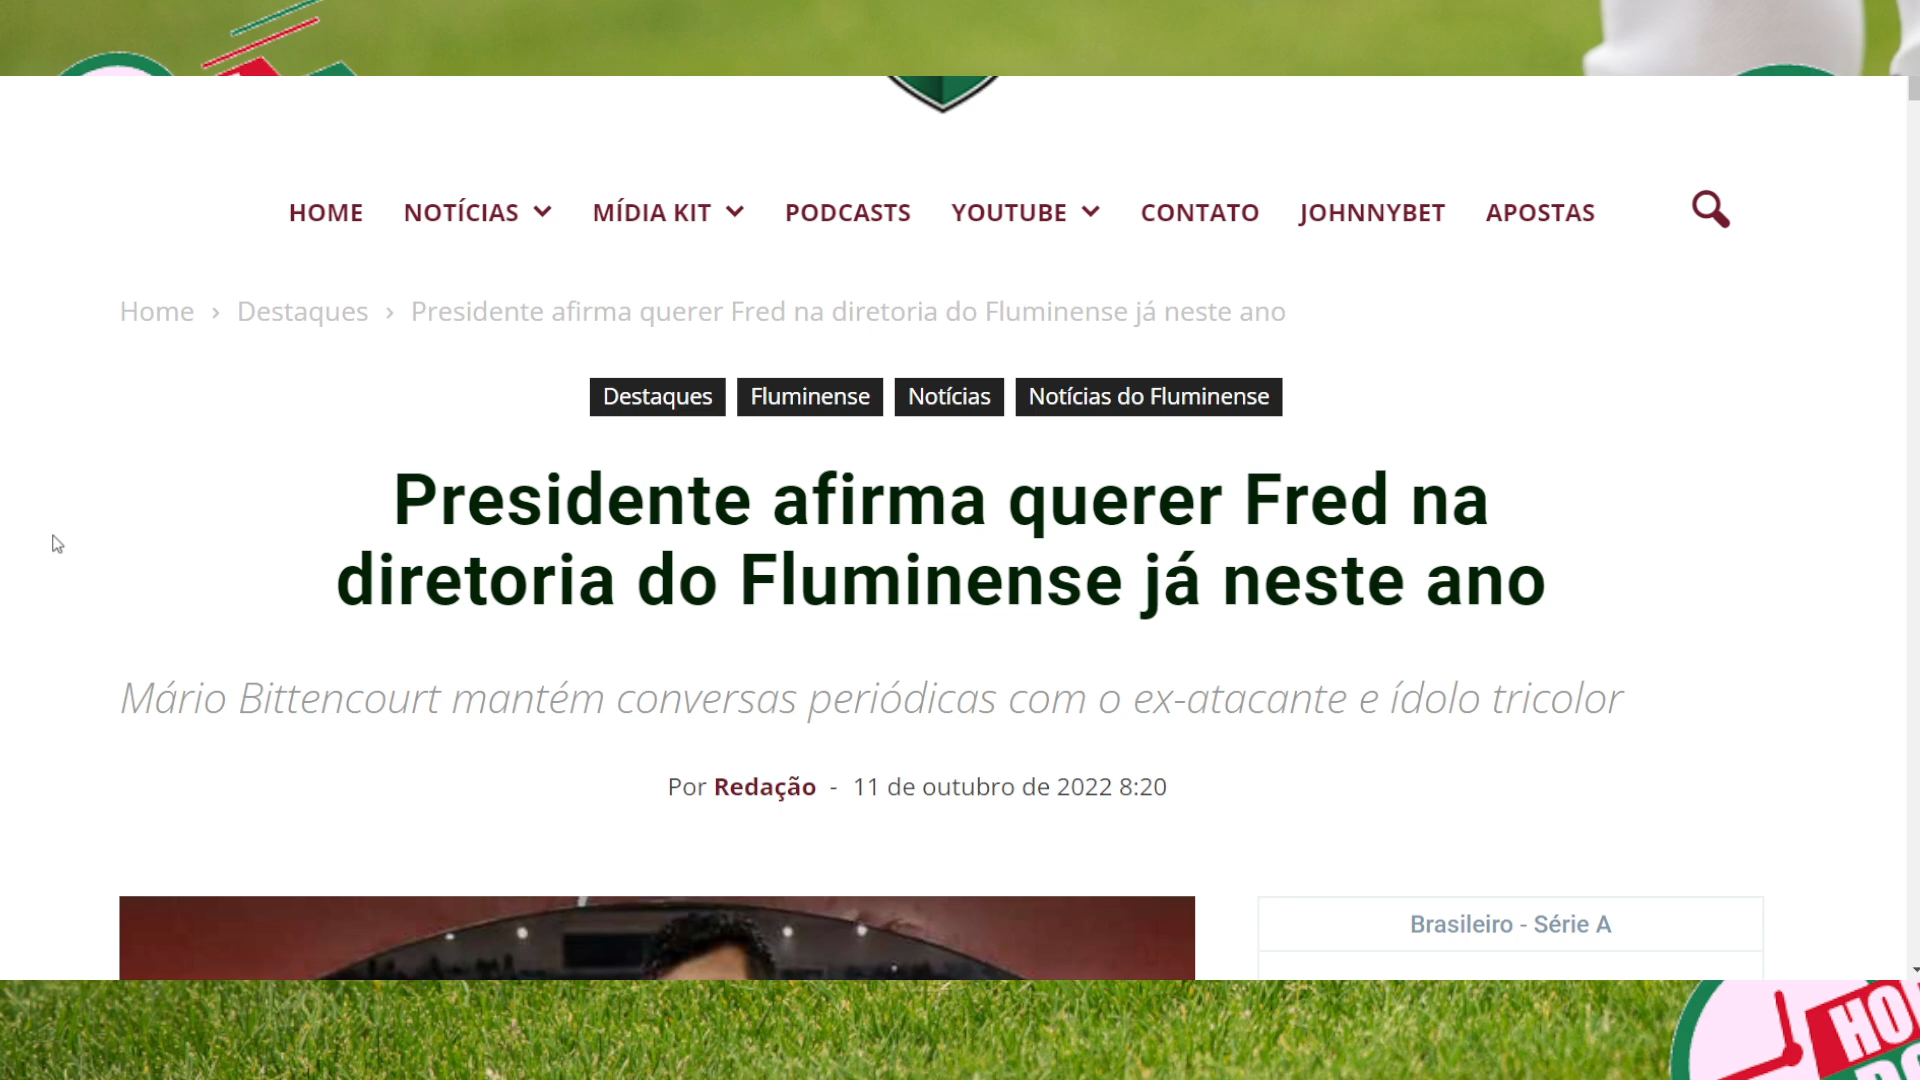 HOME NOTÍCIAS MÍDIA KIT PODCASTS YOUTUBE CONTATO JOHNNYBET APOSTAS
Home › Destaques › Presidente afirma querer Fred na diretoria do Fluminense já neste ano
Destaques Fluminense Notícias Notícias do Fluminense
Presidente afirma querer Fred na
diretoria do Fluminense já neste ano
Mário Bittencourt mantém conversas periódicas com o ex-atacante e ídolo tricolor
Por Redação - 11 de outubro de 2022 8:20
Brasileiro - Série A